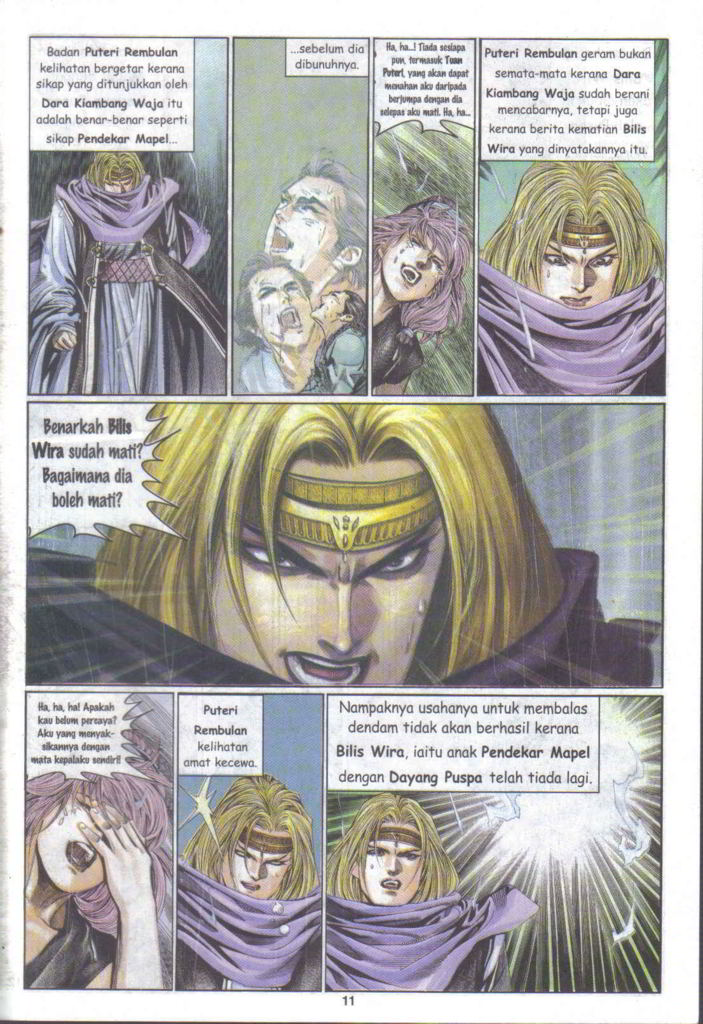 Badan Puteri Rembulan
kelihatan bergetar kerana
sikap yang ditunjukkan oleh
Dara Kiambang Waja itu
adalah benar-benar seperti
sikap Pendekar Mapel...
...sebelum dia
dibunuhnya.
Ha, ha...! Tiada sesiapa
pun, termasuk Tuan
Puteri, yang akan dapat
menahan aku daripada
berjumpa dengan dia
selepas aku mati. Ha, ha...
Puteri Rembulan geram bukan
semata-mata kerana Dara
Kiambang Waja sudah berani
mencabarnya, tetapi juga
kerana berita kematian Bilis
Wira yang dinyatakannya itu.
Benarkah Bilis
Wira sudah mati?
Bagaimana dia
boleh mati?
Ha, ha, ha! Apakah
kau belum percaya?
Aku yang menyak-
sikannya dengan
mata kepalaku sendiri!!
Puteri
Rembulan
kelihatan
amat kecewa.
Nampaknya usahanya untuk membalas
dendam tidak akan berhasil kerana
Bilis Wira, iaitu anak Pendekar Mapel
dengan Dayang Puspa telah tiada lagi.
11